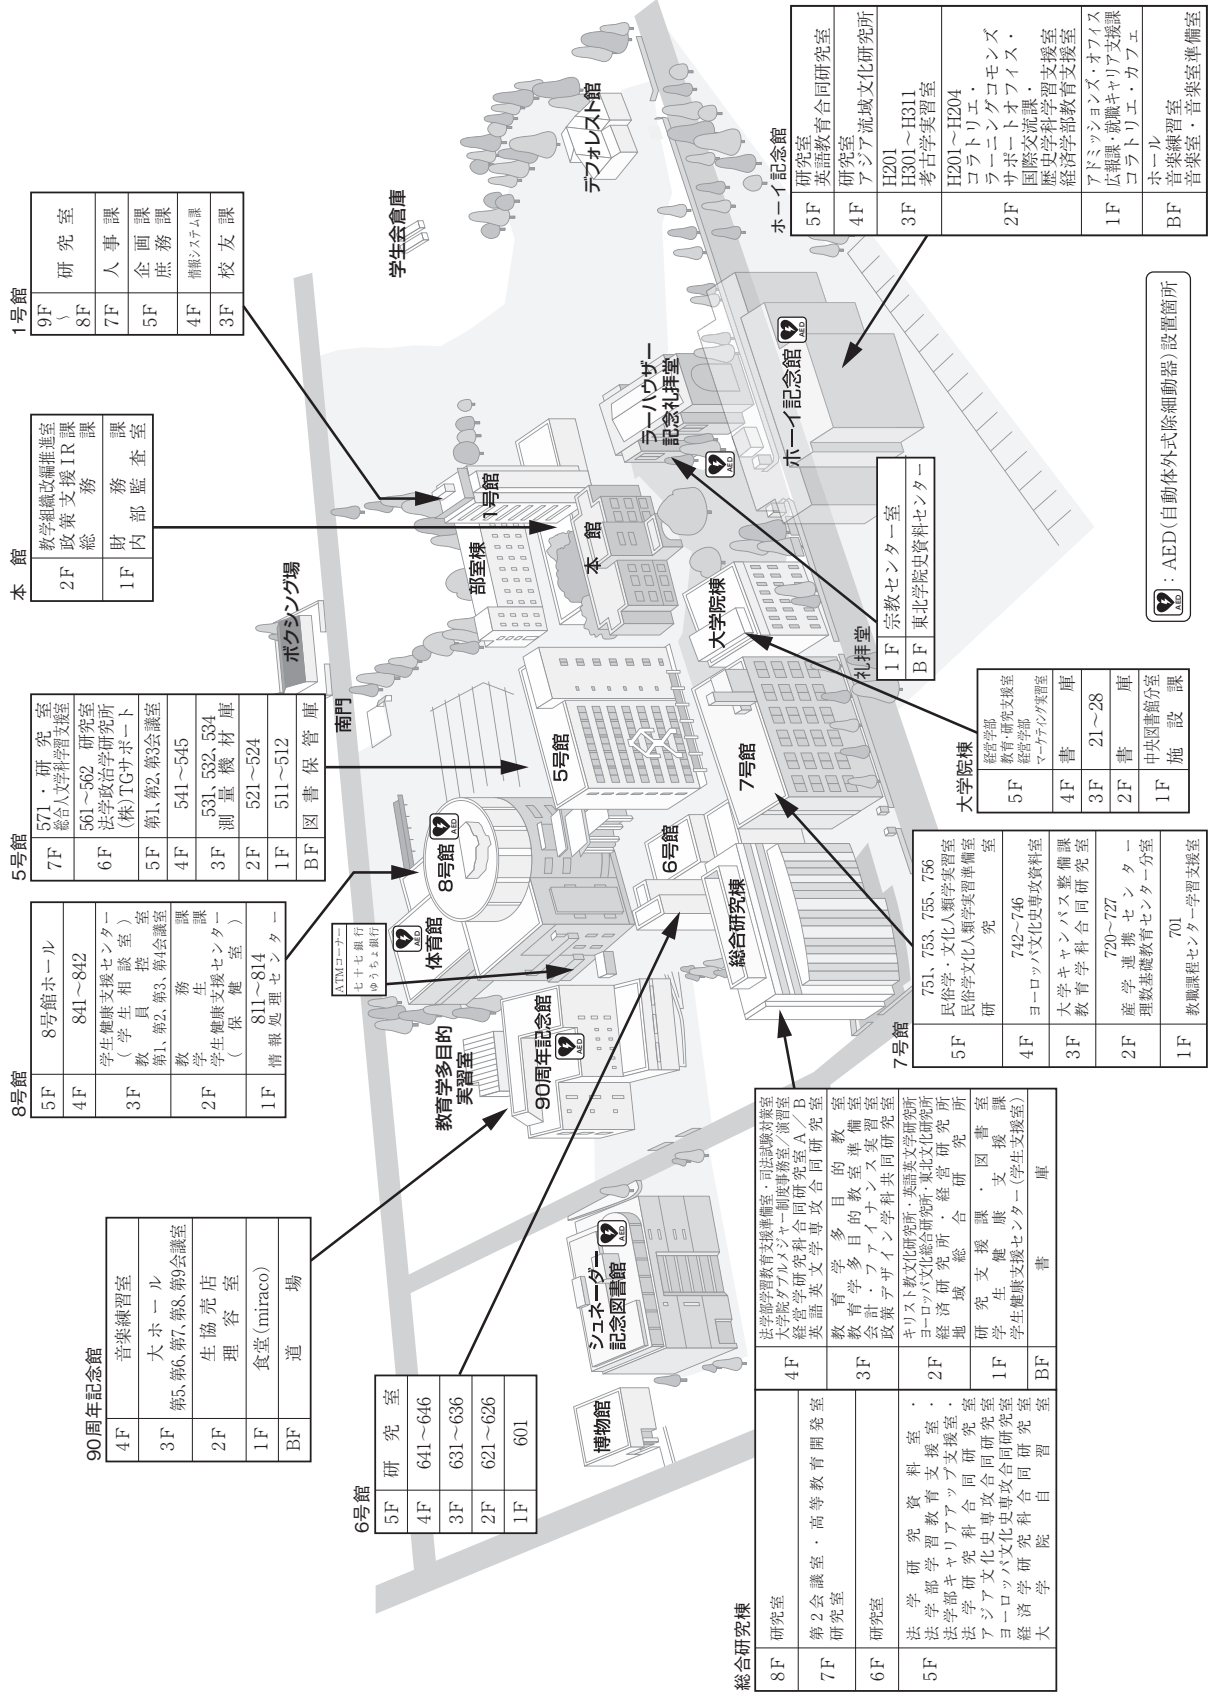 8号館
5F 8号館ホール
4F 841～842
3F 学生健康支援センター
（学生相談室）
教員控室
第1、第2、第3、第4会議室
2F 教務課
学生課
学生健康支援センター
（保健室）
1F 811～814
情報処理センター
5号館
7F 571・研究室
総合人文学科学習支援室
6F 561～562 研究室
法学政治学研究所
(株)TGサポート
5F 第1、第2、第3会議室
4F 541～545
3F 531、532、534
測量機材庫
2F 521～524
1F 511～512
BF 図書保管庫
本館
2F 教学組織改編推進室
政策支援IR課
総務課
1F 財務課
内部監査室
1号館
9F
～
8F 研究室
7F 人事課
5F 企画課
庶務課
4F 情報システム課
3F 校友課
90周年記念館
4F 音楽練習室
3F 大ホール
第5、第6、第7、第8、第9会議室
2F 生協売店
理容室
1F 食堂(miraco)
BF 道場
6号館
5F 研究室
4F 641～646
3F 631～636
2F 621～626
1F 601
ATMコーナー
七十七銀行
ゆうちょ銀行
ボクシング場
南門
学生会倉庫
デフォレスト館
部室棟
1号館
本館
ラーハウザー
記念礼拝堂
AED
ホーイ記念館
AED
大学院棟
5号館
7号館
8号館
AED
体育館
AED
6号館
総合研究棟
教育学多目的
実習室
90周年記念館
AED
シュネーダー
記念図書館
AED
博物館
ホーイ記念館
5F 研究室
英語教育合同研究室
4F 研究室
アジア流域文化研究所
3F H201
H301～H311
考古学実習室
2F H201～H204
コラトリエ・
ラーニングコモンズ
サポートオフィス・
国際交流課・
歴史学科学習支援室
経済学部教育支援室
1F アドミッションズ・オフィス
広報課・就職キャリア支援課
コラトリエ・カフェ
BF ホール
音楽練習室
音楽室・音楽室準備室
礼拝堂
1F 宗教センター室
BF 東北学院史資料センター
大学院棟
5F 経営学部
教育・研究支援室
経営学部
マーケティング実習室
4F 書庫
3F 21～28
2F 書庫
1F 中央図書館分室
施設課
7号館
5F 751、753、755、756
民俗学・文化人類学実習室
民俗学文化人類学実習準備室
研究室
4F 742～746
ヨーロッパ文化史専攻資料室
3F 大学キャンパス整備課
教育学科合同研究室
2F 720～727
産学連携センター
理数基礎教育センター分室
1F 701
教職課程センター学習支援室
総合研究棟
8F 研究室
7F 第2会議室・高等教育開発室
研究室
6F 研究室
5F 法学研究資料室・
法学部学習教育支援室・
法学部キャリアアップ支援室・
法学研究科合同研究室
アジア文化史専攻合同研究室
ヨーロッパ文化史専攻合同研究室
経済学研究科合同研究室
大学院自習室
4F 法学部学習教育支援準備室・司法試験対策室
大学院ダブルメジャー制度事務室／演習室
経営学研究科合同研究室A／B
英語英文学専攻合同研究室
3F 教育学多目的教室
教育学多目的教室準備室
会計・ファイナンス実習室
政策デザイン学科共同研究室
2F キリスト教文化研究所・英語英文学研究所
ヨーロッパ文化総合研究所・東北文化研究所
経済研究所・経営研究所
地域総合研究所
1F 研究支援課・図書室
学生健康支援課
学生健康支援センター(学生支援室)
BF 書庫
AED：AED(自動体外式除細動器)設置箇所